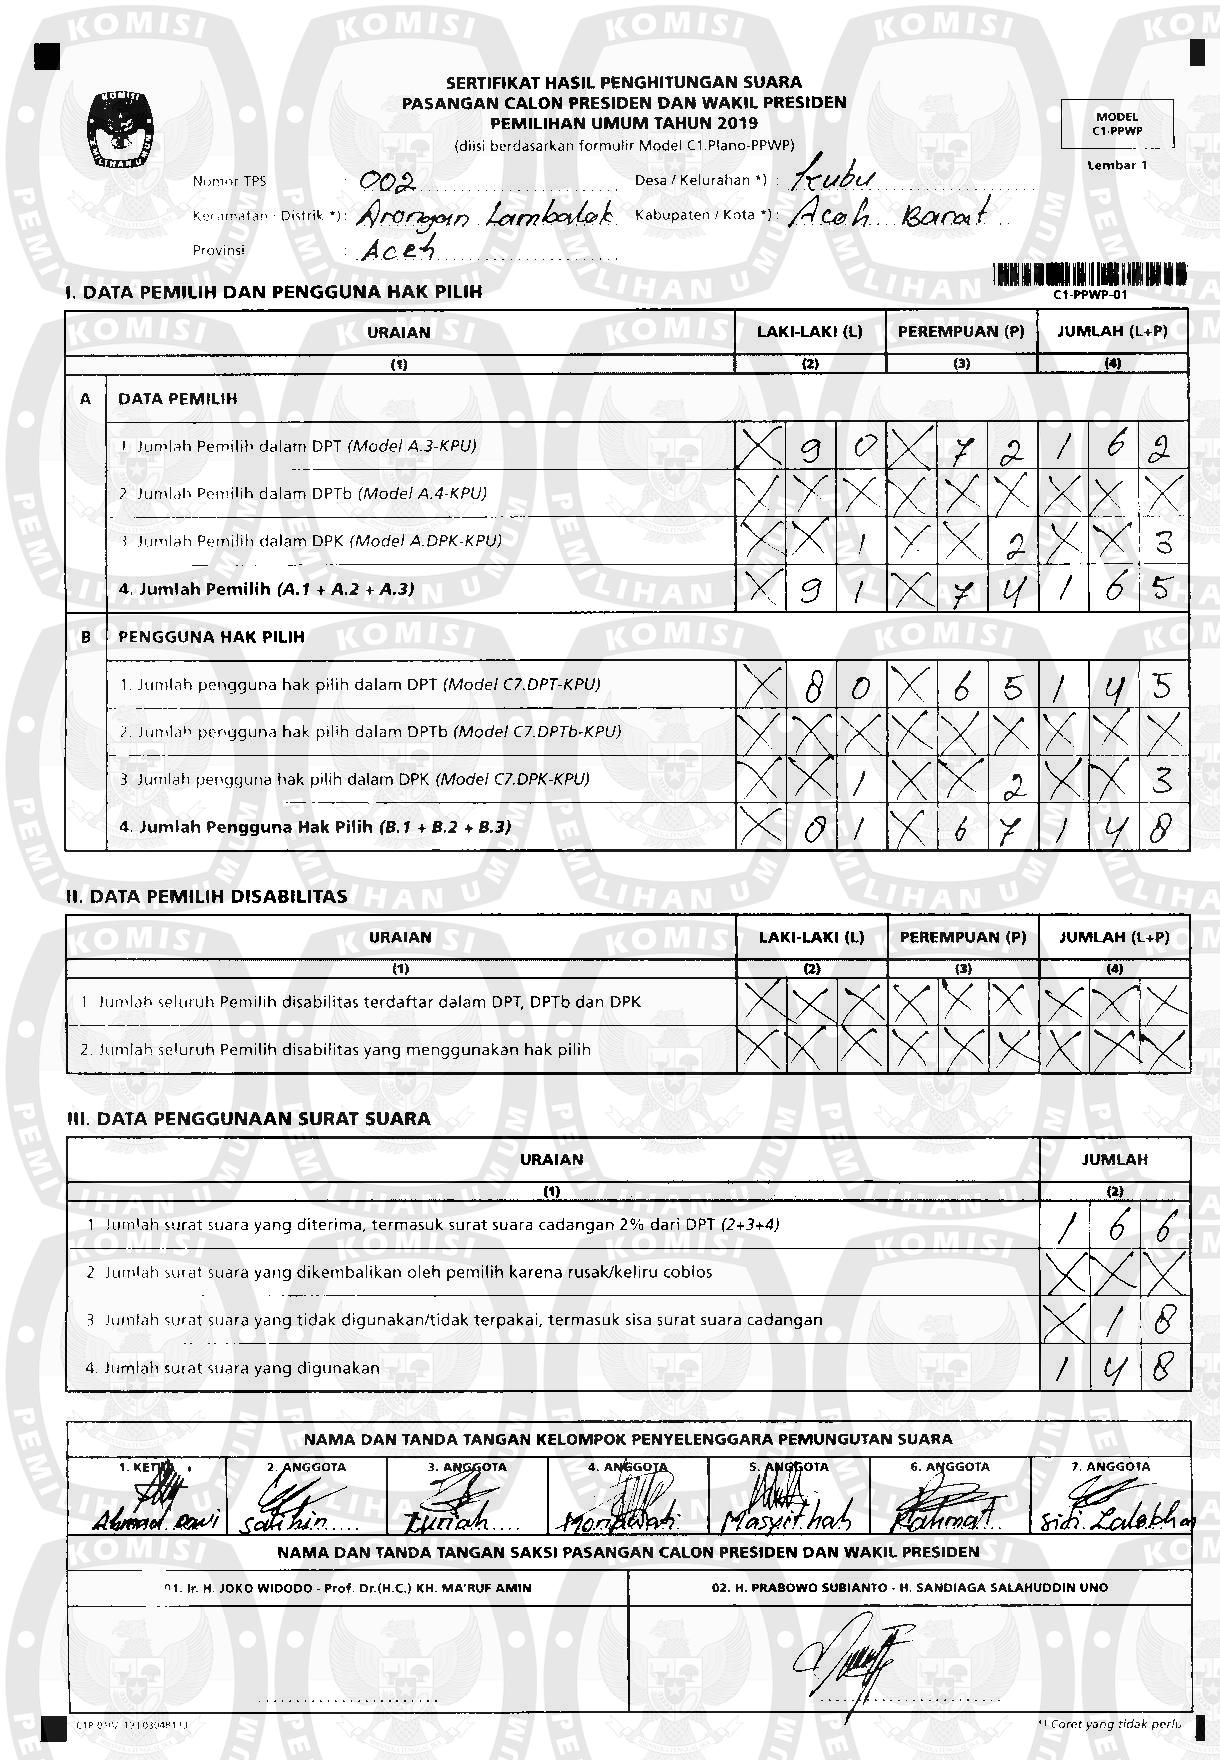 SERTIFIKAT HASIL PENGHITUNGAN SUARA
PASANGAN CALON PRESIDEN DAN WAKIL PRESIDEN
PEMILIHAN UMUM TAHUN 2019
(diisi berdasarkan formulir Model C1.Plano-PPWP)
MODEL
C1-PPWP
Lembar 1
Nomor TPS : 002 Desa / Kelurahan *) : Kubu
Kecamatan / Distrik *) : Arongan Lambalek Kabupaten / Kota *) : Aceh Barat
Provinsi : Aceh
C1-PPWP-01
I. DATA PEMILIH DAN PENGGUNA HAK PILIH
URAIAN LAKI-LAKI (L) PEREMPUAN (P) JUMLAH (L+P)
(1) (2) (3) (4)
A DATA PEMILIH
1. Jumlah Pemilih dalam DPT (Model A.3-KPU) X 9 0 X 7 2 1 6 2
2. Jumlah Pemilih dalam DPTb (Model A.4-KPU) X X X X X X X X X
3. Jumlah Pemilih dalam DPK (Model A.DPK-KPU) X X 1 X X 2 X X 3
4. Jumlah Pemilih (A.1 + A.2 + A.3) X 9 1 X 7 4 1 6 5
B PENGGUNA HAK PILIH
1. Jumlah pengguna hak pilih dalam DPT (Model C7.DPT-KPU) X 8 0 X 6 5 1 4 5
2. Jumlah pengguna hak pilih dalam DPTb (Model C7.DPTb-KPU) X X X X X X X X X
3. Jumlah pengguna hak pilih dalam DPK (Model C7.DPK-KPU) X X 1 X X 2 X X 3
4. Jumlah Pengguna Hak Pilih (B.1 + B.2 + B.3) X 8 1 X 6 7 1 4 8
II. DATA PEMILIH DISABILITAS
URAIAN LAKI-LAKI (L) PEREMPUAN (P) JUMLAH (L+P)
(1) (2) (3) (4)
1. Jumlah seluruh Pemilih disabilitas terdaftar dalam DPT, DPTb dan DPK X X X X X X X X X
2. Jumlah seluruh Pemilih disabilitas yang menggunakan hak pilih X X X X X X X X X
III. DATA PENGGUNAAN SURAT SUARA
URAIAN JUMLAH
(1) (2)
1. Jumlah surat suara yang diterima, termasuk surat suara cadangan 2% dari DPT (2+3+4) 1 6 6
2. Jumlah surat suara yang dikembalikan oleh pemilih karena rusak/keliru coblos X X X
3. Jumlah surat suara yang tidak digunakan/tidak terpakai, termasuk sisa surat suara cadangan X 1 8
4. Jumlah surat suara yang digunakan 1 4 8
NAMA DAN TANDA TANGAN KELOMPOK PENYELENGGARA PEMUNGUTAN SUARA
1. KETUA 2. ANGGOTA 3. ANGGOTA 4. ANGGOTA 5. ANGGOTA 6. ANGGOTA 7. ANGGOTA
Salihin Masyithah Rahmat
NAMA DAN TANDA TANGAN SAKSI PASANGAN CALON PRESIDEN DAN WAKIL PRESIDEN
01. Ir. H. JOKO WIDODO - Prof. Dr.(H.C.) KH. MA'RUF AMIN 02. H. PRABOWO SUBIANTO - H. SANDIAGA SALAHUDDIN UNO
*) Coret yang tidak perlu